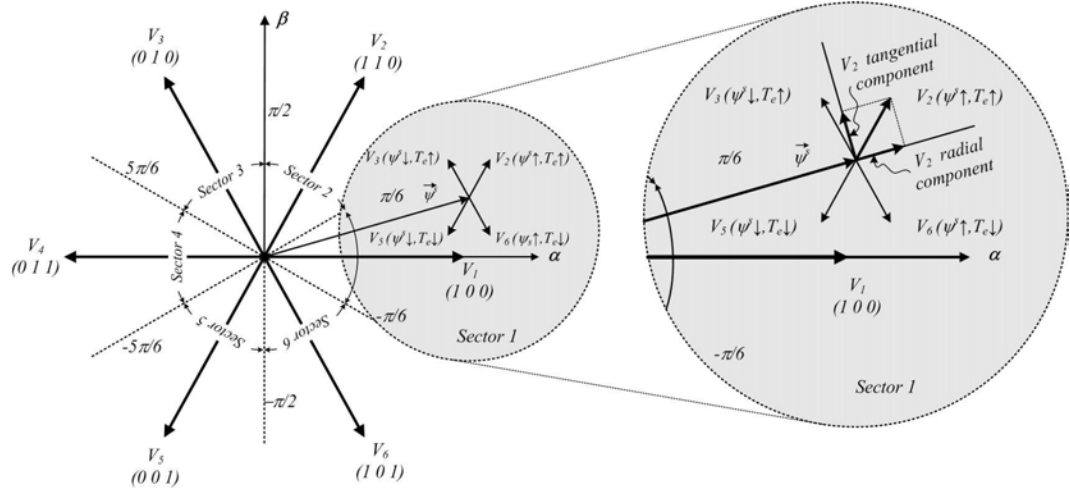 β
V3
(0 1 0)
V2
(1 1 0)
π/2
5π/6
Sector 3
Sector 2
V3 (ψˢ↓, Te↑)
V2 (ψˢ↑, Te↑)
π/6
ψˢ
V4
(0 1 1)
Sector 4
V5 (ψˢ↓, Te↓)
V6 (ψs↑, Te↓)
α
V1
(1 0 0)
-5π/6
Sector 5
Sector 6
-π/6
Sector 1
-π/2
V5
(0 0 1)
V6
(1 0 1)
V2 tangential
component
V3 (ψˢ↓, Te↑)
V2 (ψˢ↑, Te↑)
π/6
ψˢ
V2 radial
component
V5 (ψˢ↓, Te↓)
V6 (ψˢ↑, Te↓)
α
V1
(1 0 0)
-π/6
Sector 1